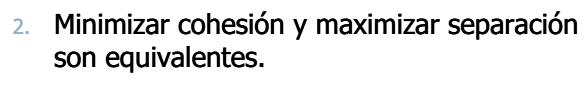 2. Minimizar cohesión y maximizar separación
son equivalentes.